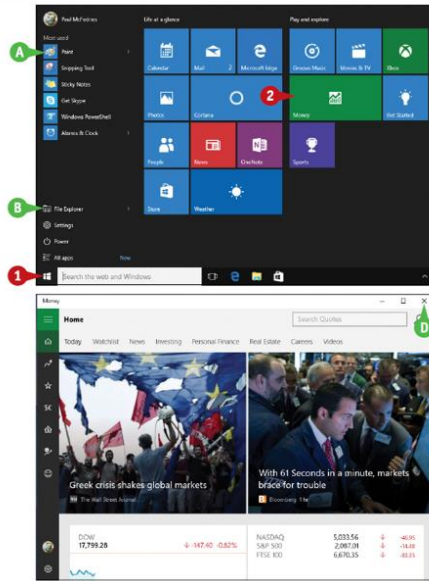 Paul McFedries
Life at a glance
Play and explore
Most used
A
Paint
Snipping Tool
Sticky Notes
Get Skype
Windows PowerShell
Alarms & Clock
Calendar
Mail 2
Microsoft Edge
Groove Music
Movies & TV
Xbox
2
Photos
Cortana
Money
Get Started
People
News
OneNote
Sports
Store
Weather
B
File Explorer
Settings
Power
All apps New
1
Search the web and Windows
Money
Home
Search Quotes
D
Today Watchlist News Investing Personal Finance Real Estate Careers Videos
Greek crisis shakes global markets
The Wall Street Journal
With 61 Seconds in a minute, markets
brace for trouble
Bloomberg
DOW
17,799.28
-147.40 -0.82%
NASDAQ 5,033.56
S&P 500 2,087.01
FTSE 100 6,670.35